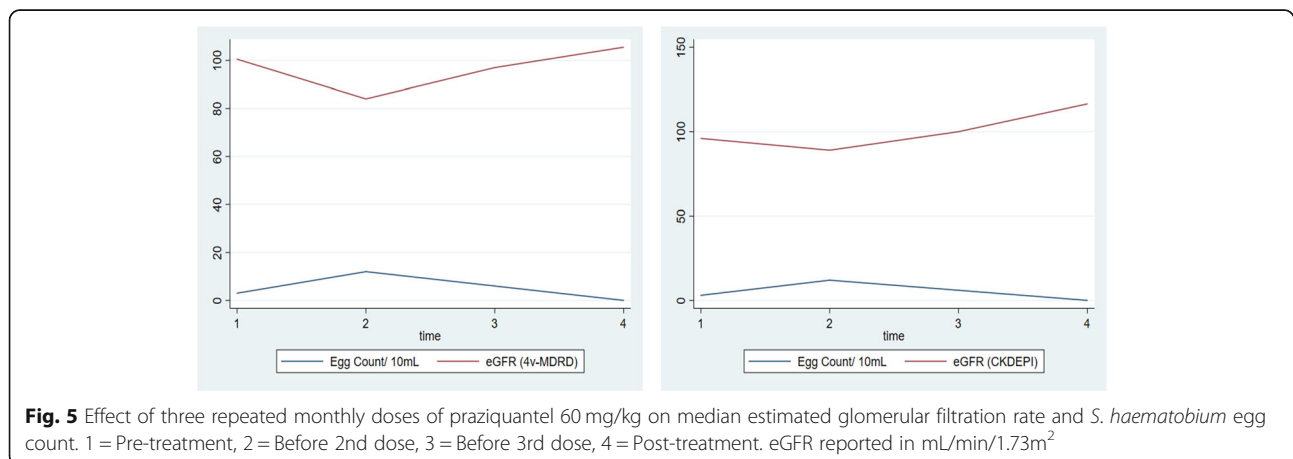 100
80
60
40
20
0
1
2
3
4
time
Egg Count/ 10mL
eGFR (4v-MDRD)
150
100
50
0
1
2
3
4
time
Egg Count/ 10mL
eGFR (CKDEPI)
Fig. 5 Effect of three repeated monthly doses of praziquantel 60 mg/kg on median estimated glomerular filtration rate and S. haematobium egg
count. 1 = Pre-treatment, 2 = Before 2nd dose, 3 = Before 3rd dose, 4 = Post-treatment. eGFR reported in mL/min/1.73m²